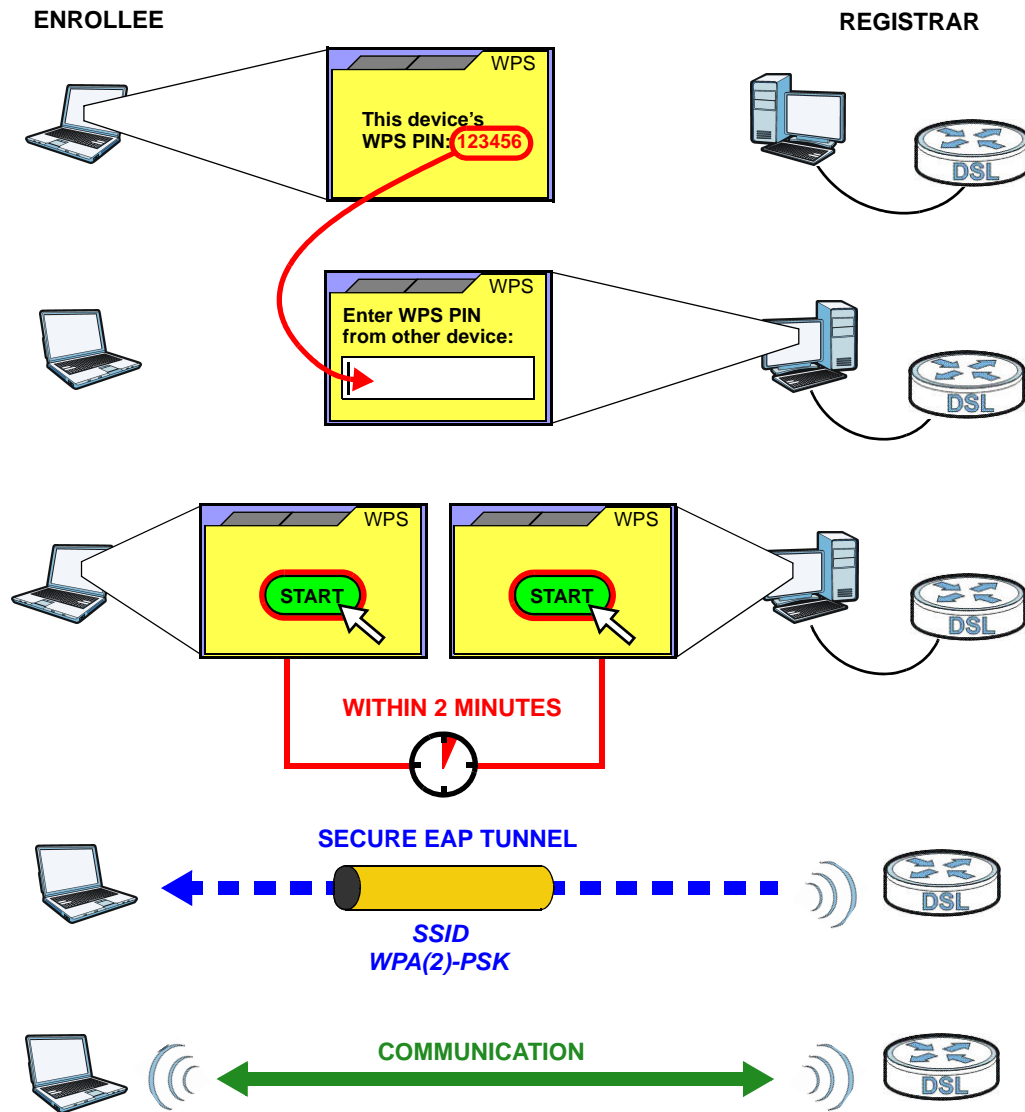 ENROLLEE
REGISTRAR
WPS
This device's
WPS PIN: 123456
DSL
WPS
Enter WPS PIN
from other device:
DSL
WPS
START
WPS
START
DSL
WITHIN 2 MINUTES
SECURE EAP TUNNEL
SSID
WPA(2)-PSK
DSL
COMMUNICATION
DSL